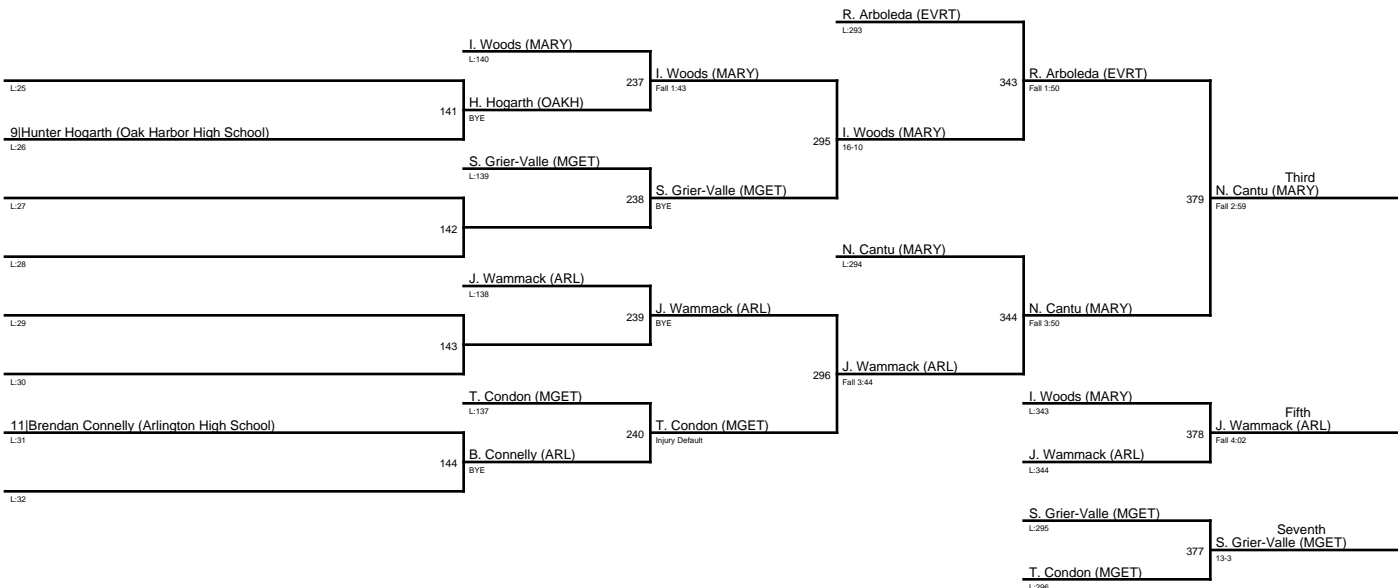 L:25
9|Hunter Hogarth (Oak Harbor High School)
L:26
L:27
L:28
L:29
L:30
11|Brendan Connelly (Arlington High School)
L:31
L:32
141
142
143
144
I. Woods (MARY)
L:140
H. Hogarth (OAKH)
BYE
S. Grier-Valle (MGET)
L:139
J. Wammack (ARL)
L:138
T. Condon (MGET)
L:137
B. Connelly (ARL)
BYE
237
238
239
240
I. Woods (MARY)
Fall 1:43
S. Grier-Valle (MGET)
BYE
J. Wammack (ARL)
BYE
T. Condon (MGET)
Injury Default
295
296
R. Arboleda (EVRT)
L:293
I. Woods (MARY)
16-10
N. Cantu (MARY)
L:294
J. Wammack (ARL)
Fall 3:44
343
344
R. Arboleda (EVRT)
Fall 1:50
N. Cantu (MARY)
Fall 3:50
379
Third
N. Cantu (MARY)
Fall 2:59
I. Woods (MARY)
L:343
J. Wammack (ARL)
L:344
378
Fifth
J. Wammack (ARL)
Fall 4:02
S. Grier-Valle (MGET)
L:295
T. Condon (MGET)
L:296
377
Seventh
S. Grier-Valle (MGET)
13-3